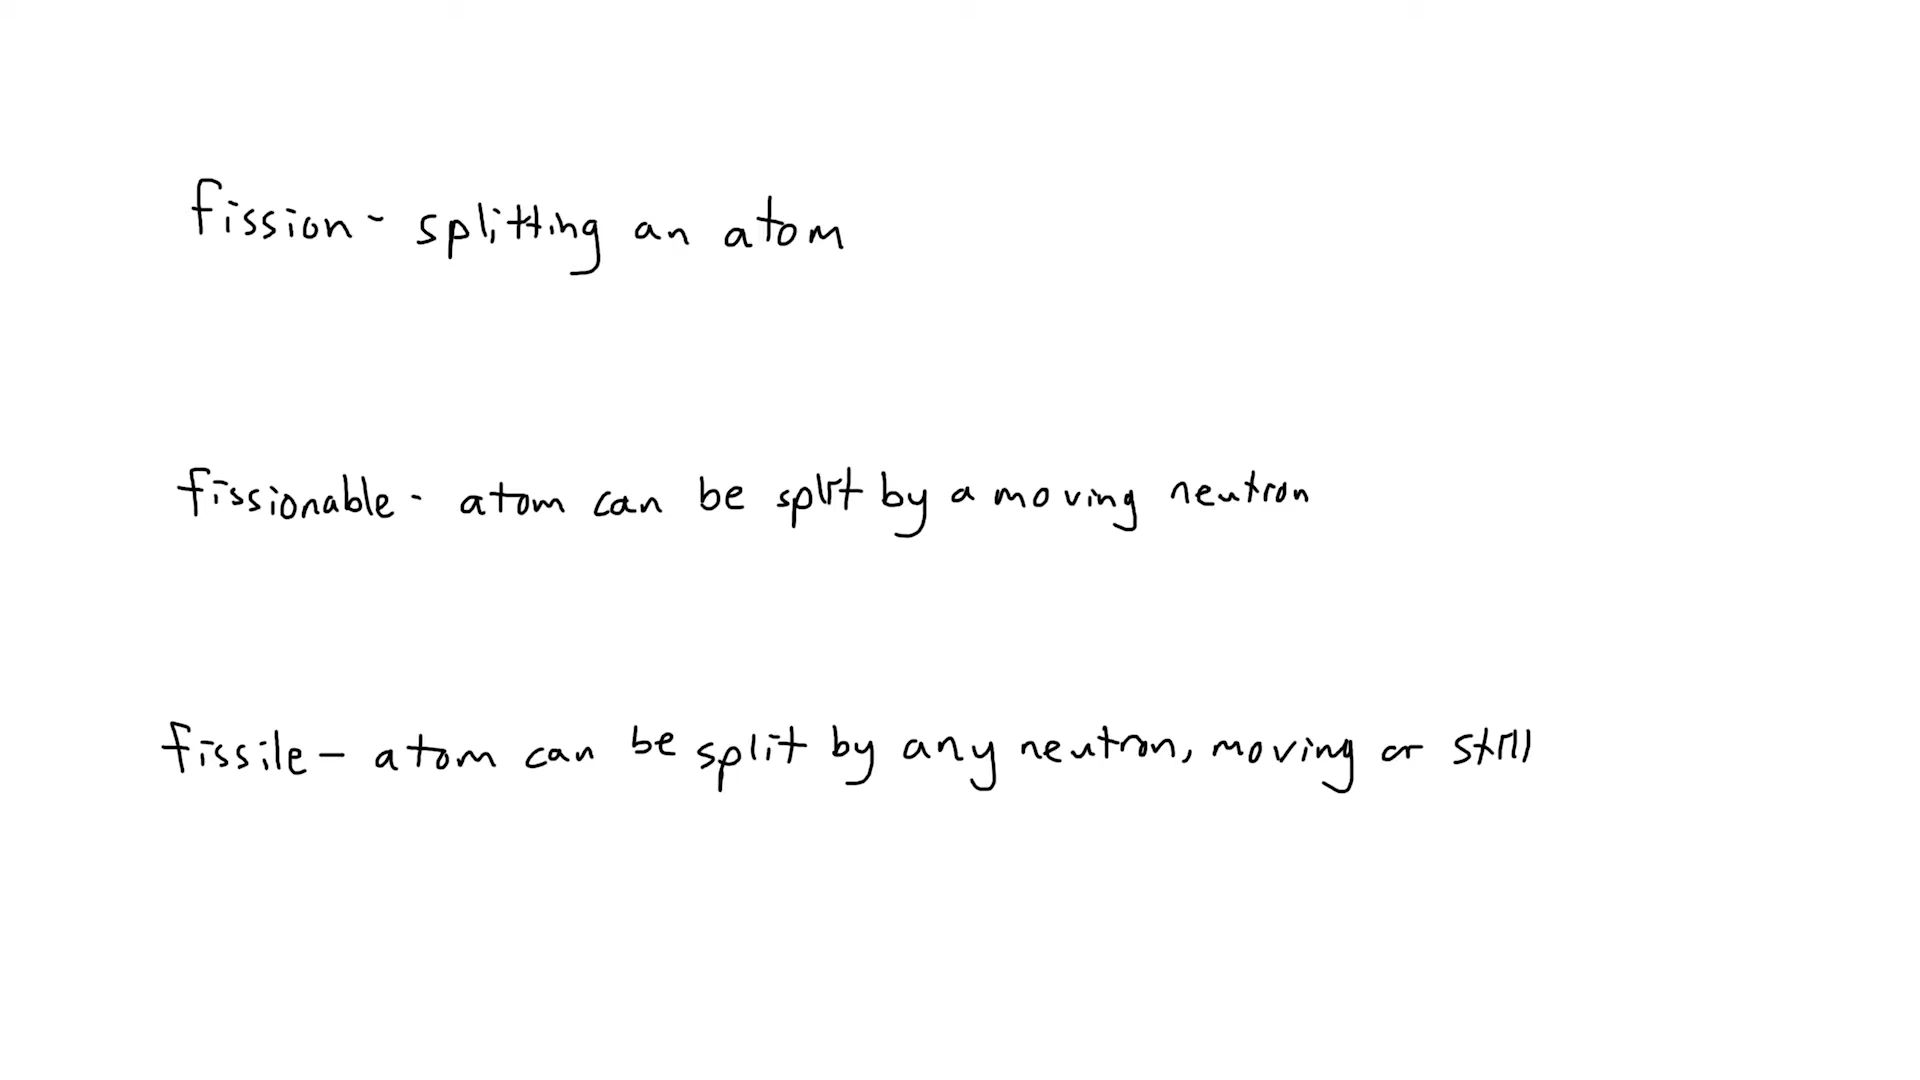 fission - splitting an atom
fissionable - atom can be split by a moving neutron
fissile - atom can be split by any neutron, moving or still